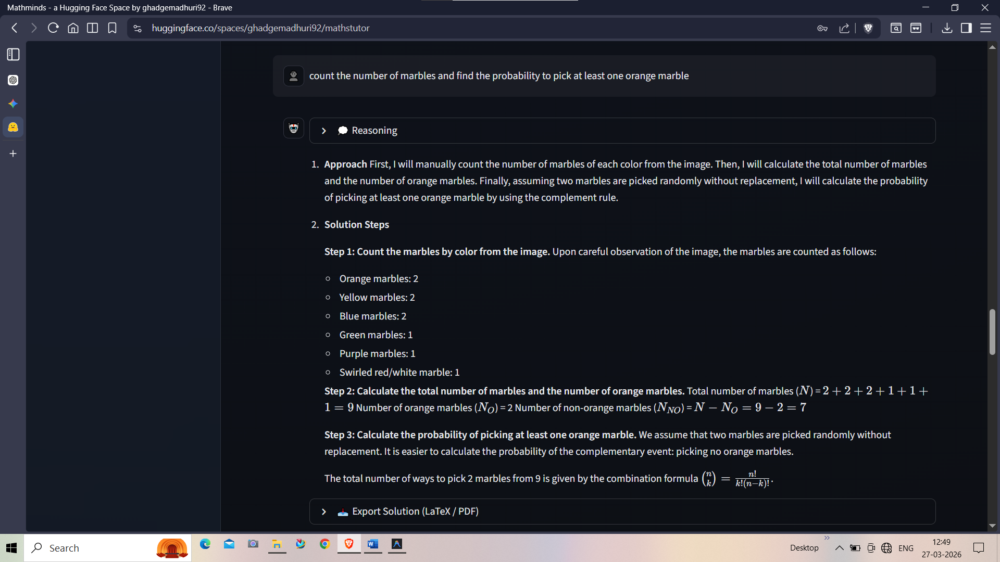 Mathminds - a Hugging Face Space by ghadgemadhuri92 - Brave
huggingface.co/spaces/ghadgemadhuri92/mathstutor
count the number of marbles and find the probability to pick at least one orange marble
Reasoning
1. Approach First, I will manually count the number of marbles of each color from the image. Then, I will calculate the total number of marbles
and the number of orange marbles. Finally, assuming two marbles are picked randomly without replacement, I will calculate the probability
of picking at least one orange marble by using the complement rule.
2. Solution Steps
Step 1: Count the marbles by color from the image. Upon careful observation of the image, the marbles are counted as follows:
Orange marbles: 2
Yellow marbles: 2
Blue marbles: 2
Green marbles: 1
Purple marbles: 1
Swirled red/white marble: 1
Step 2: Calculate the total number of marbles and the number of orange marbles. Total number of marbles (N) = 2 + 2 + 2 + 1 + 1 +
1 = 9 Number of orange marbles (N_O) = 2 Number of non-orange marbles (N_{NO}) = N − N_O = 9 − 2 = 7
Step 3: Calculate the probability of picking at least one orange marble. We assume that two marbles are picked randomly without
replacement. It is easier to calculate the probability of the complementary event: picking no orange marbles.
The total number of ways to pick 2 marbles from 9 is given by the combination formula \binom{n}{k} = \frac{n!}{k!(n−k)!}.
Export Solution (LaTeX / PDF)
Search
Desktop
ENG
12:49
27-03-2026